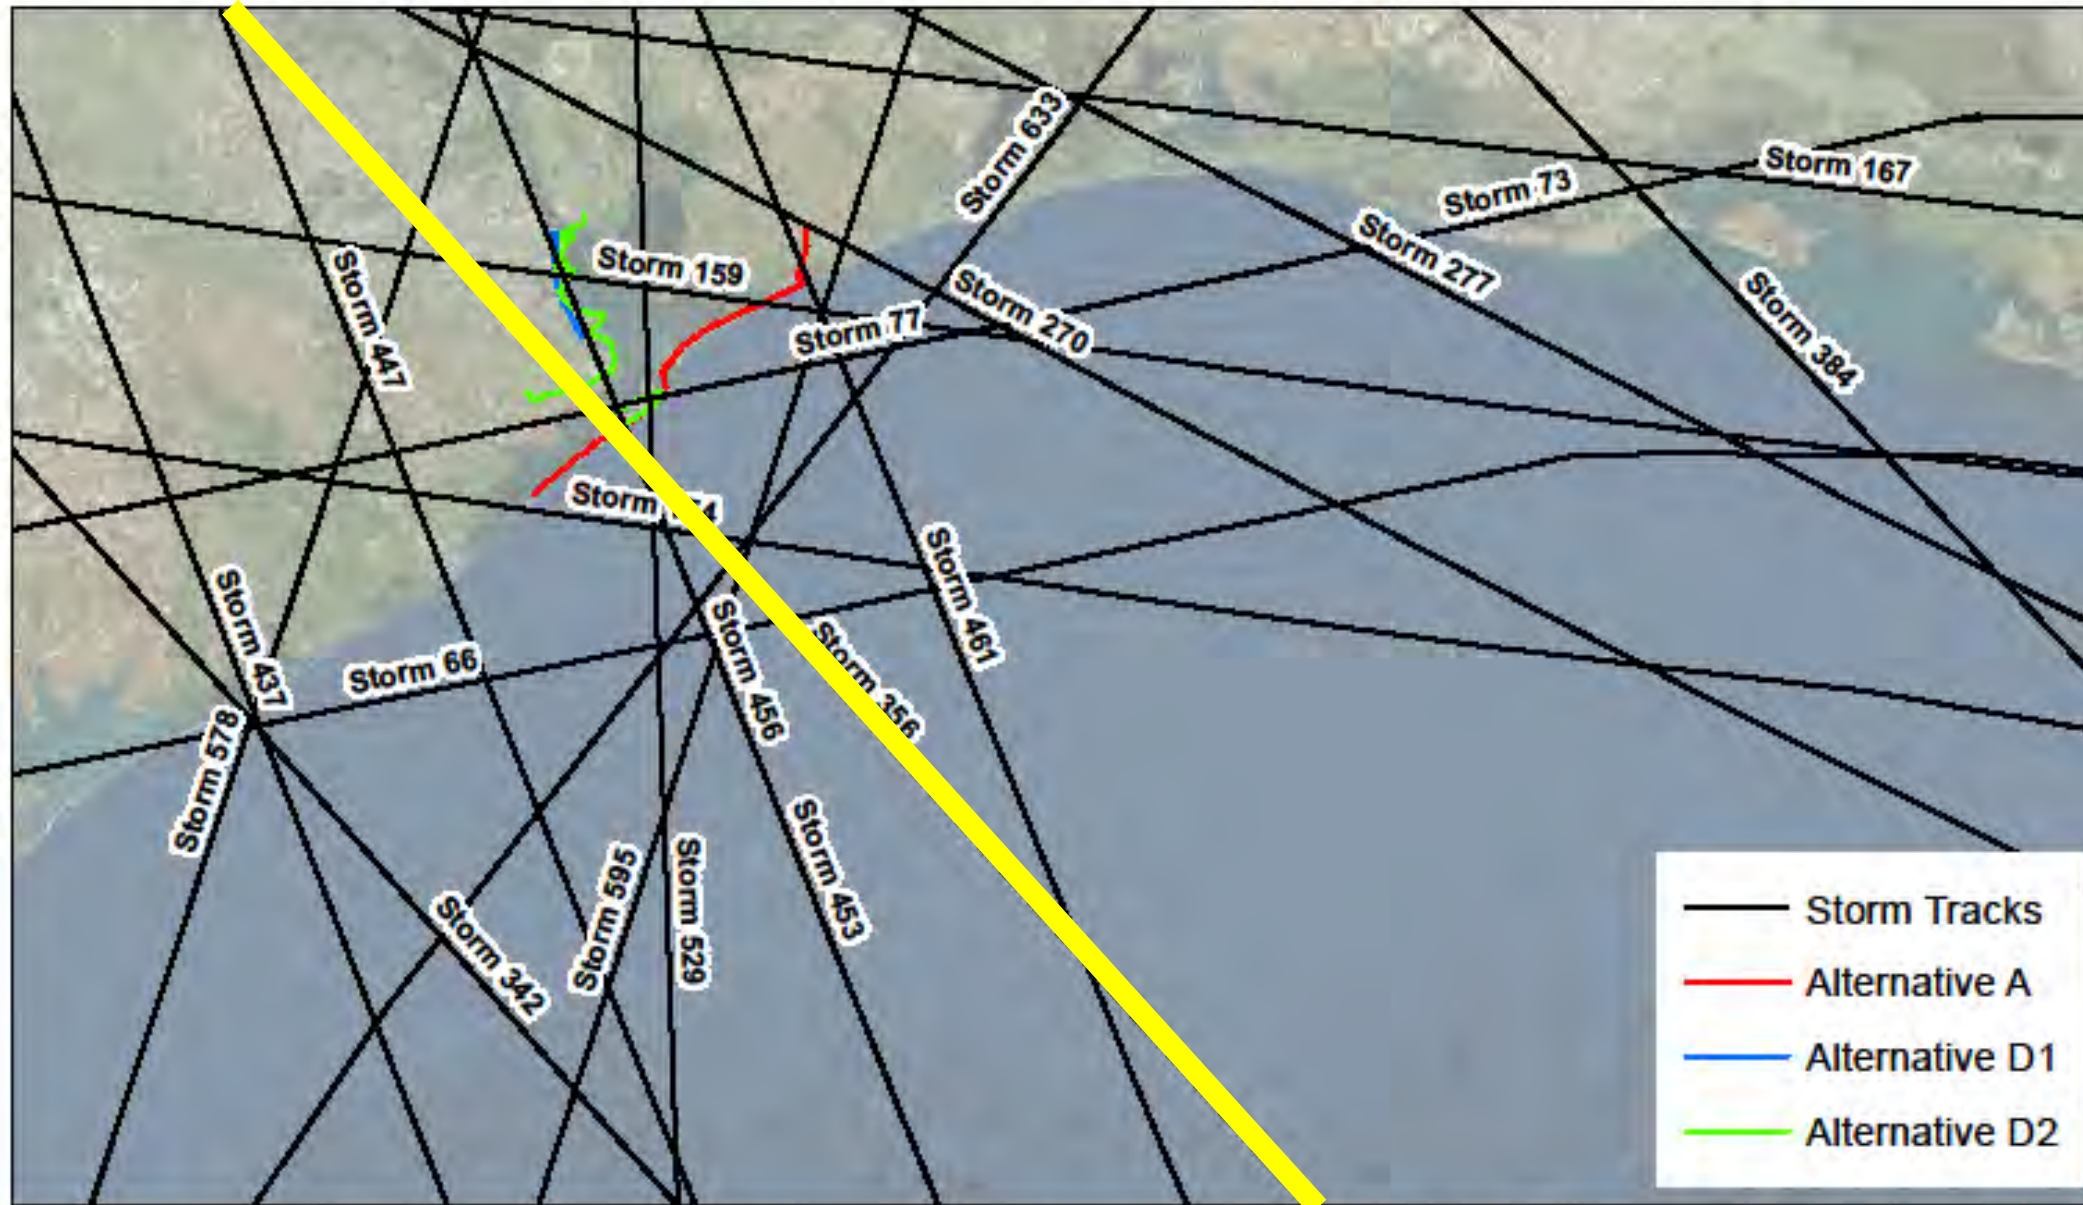 Storm 633
Storm 167
Storm 73
Storm 277
Storm 159
Storm 447
Storm 270
Storm 384
Storm 77
Storm
Storm 461
Storm 437
Storm 66
Storm 456
Storm 356
Storm 578
Storm 453
Storm 595
Storm 529
Storm 342
Storm Tracks
Alternative A
Alternative D1
Alternative D2